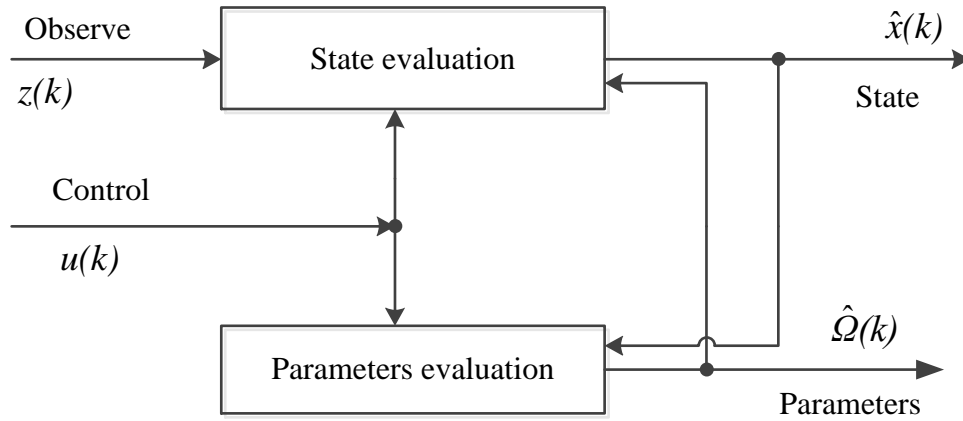 Observe
z(k)
State evaluation
x̂(k)
State
Control
u(k)
Parameters evaluation
Ω̂(k)
Parameters